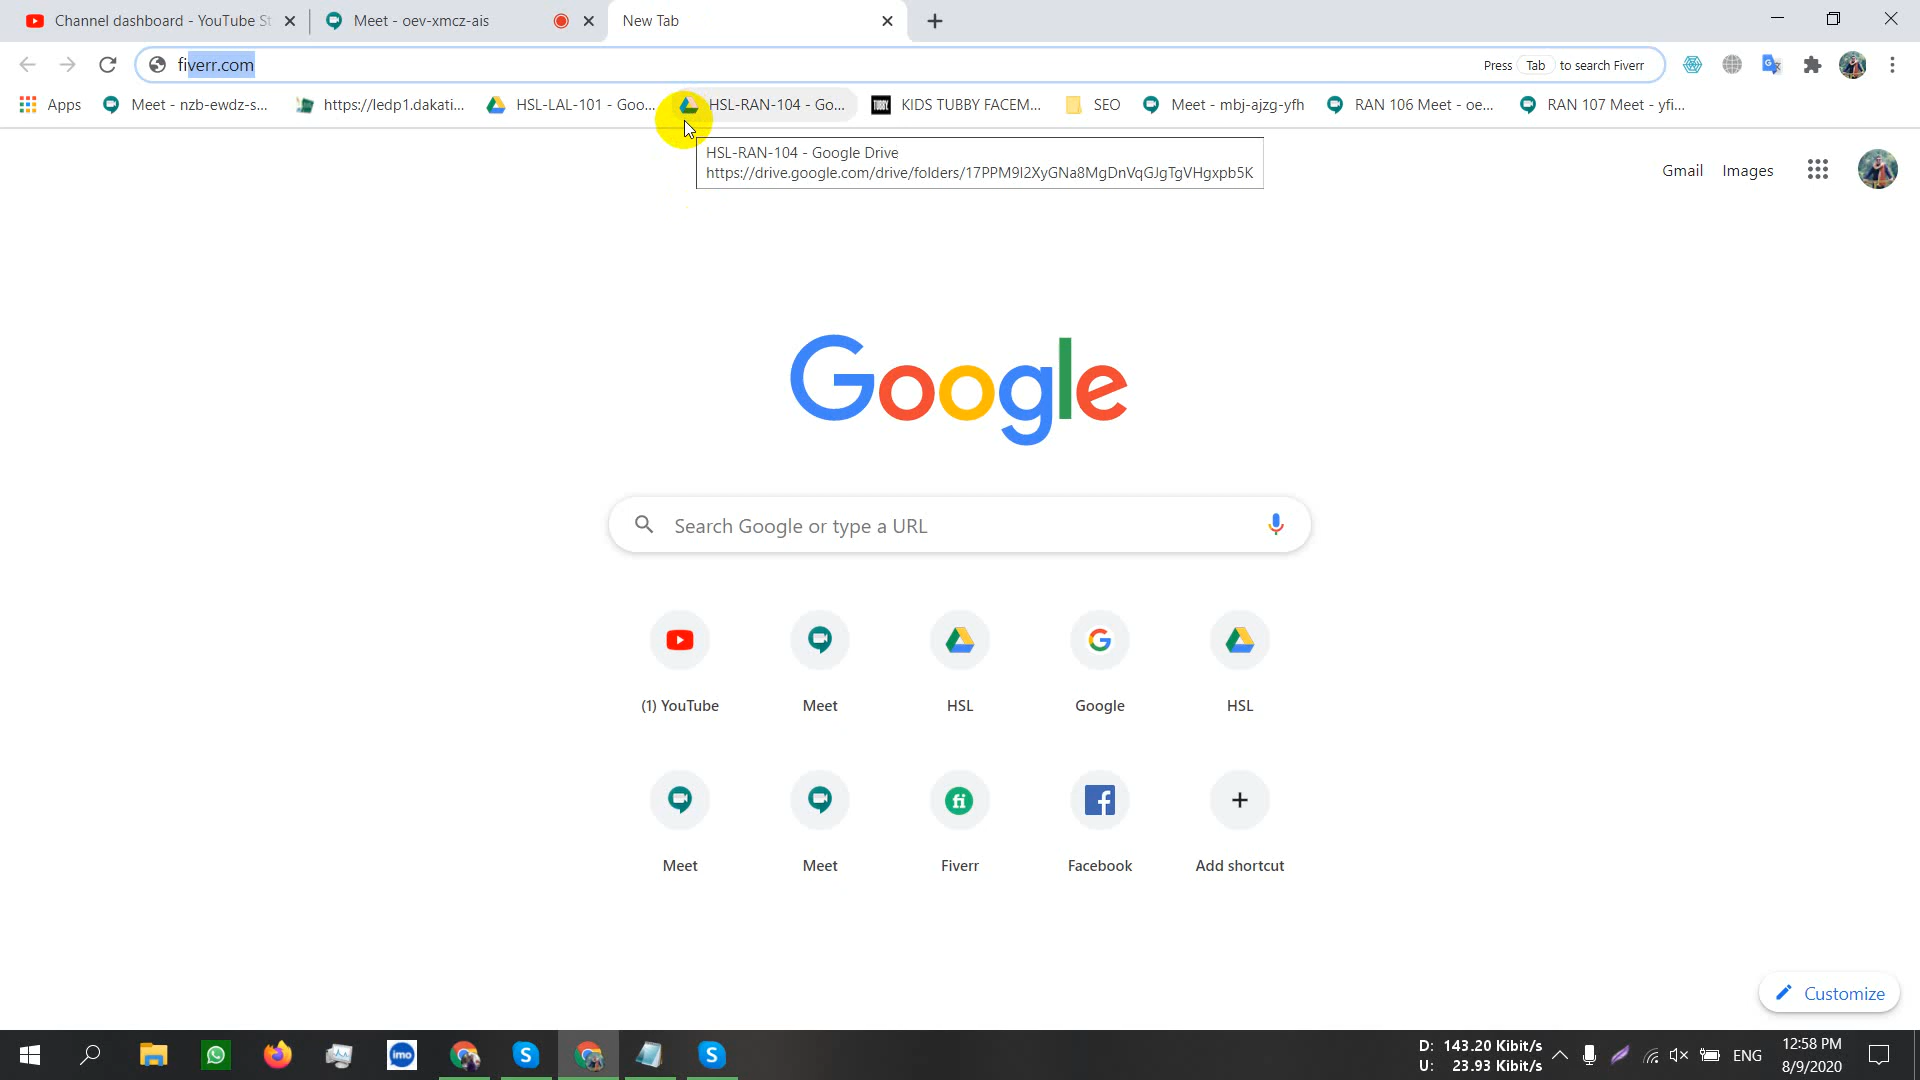 Channel dashboard - YouTube St
Meet - oev-xmcz-ais
New Tab
fiverr.com
Press Tab to search Fiverr
Apps
Meet - nzb-ewdz-s...
https://ledp1.dakati...
HSL-LAL-101 - Goo...
HSL-RAN-104 - Go...
TUBBY
KIDS TUBBY FACEM...
SEO
Meet - mbj-ajzg-yfh
RAN 106 Meet - oe...
RAN 107 Meet - yfi...
HSL-RAN-104 - Google Drive
https://drive.google.com/drive/folders/17PPM9I2XyGNa8MgDnVqGJgTgVHgxpb5K
Gmail Images
Google
Search Google or type a URL
(1) YouTube
Meet
HSL
Google
HSL
fi
Meet
Meet
Fiverr
Facebook
Add shortcut
Customize
imo
D: 143.20 Kibit/s
U: 23.93 Kibit/s
ENG
12:58 PM
8/9/2020